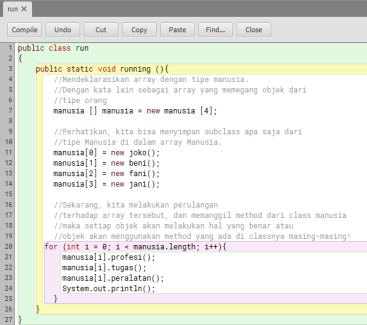 run ×
Compile Undo Cut Copy Paste Find... Close
1 public class run
2 {
3 public static void running (){
4 //Mendeklarasikan array dengan tipe manusia.
5 //Dengan kata lain sebagai array yang memegang objek dari
6 //tipe orang
7 manusia [] manusia = new manusia [4];
8
9 //Perhatikan, kita bisa menyimpan subclass apa saja dari
10 //tipe Manusia di dalam array Manusia.
11 manusia[0] = new joko();
12 manusia[1] = new beni();
13 manusia[2] = new fani();
14 manusia[3] = new jani();
15
16 //Sekarang, kita melakukan perulangan
17 //terhadap array tersebut, dan memanggil method dari class manusia
18 //maka setiap objek akan melakukan hal yang benar atau
19 //objek akan menggunakan method yang ada di classnya masing-masing!
20 for (int i = 0; i < manusia.length; i++){
21 manusia[i].profesi();
22 manusia[i].tugas();
23 manusia[i].peralatan();
24 System.out.println();
25 }
26 }
27 }